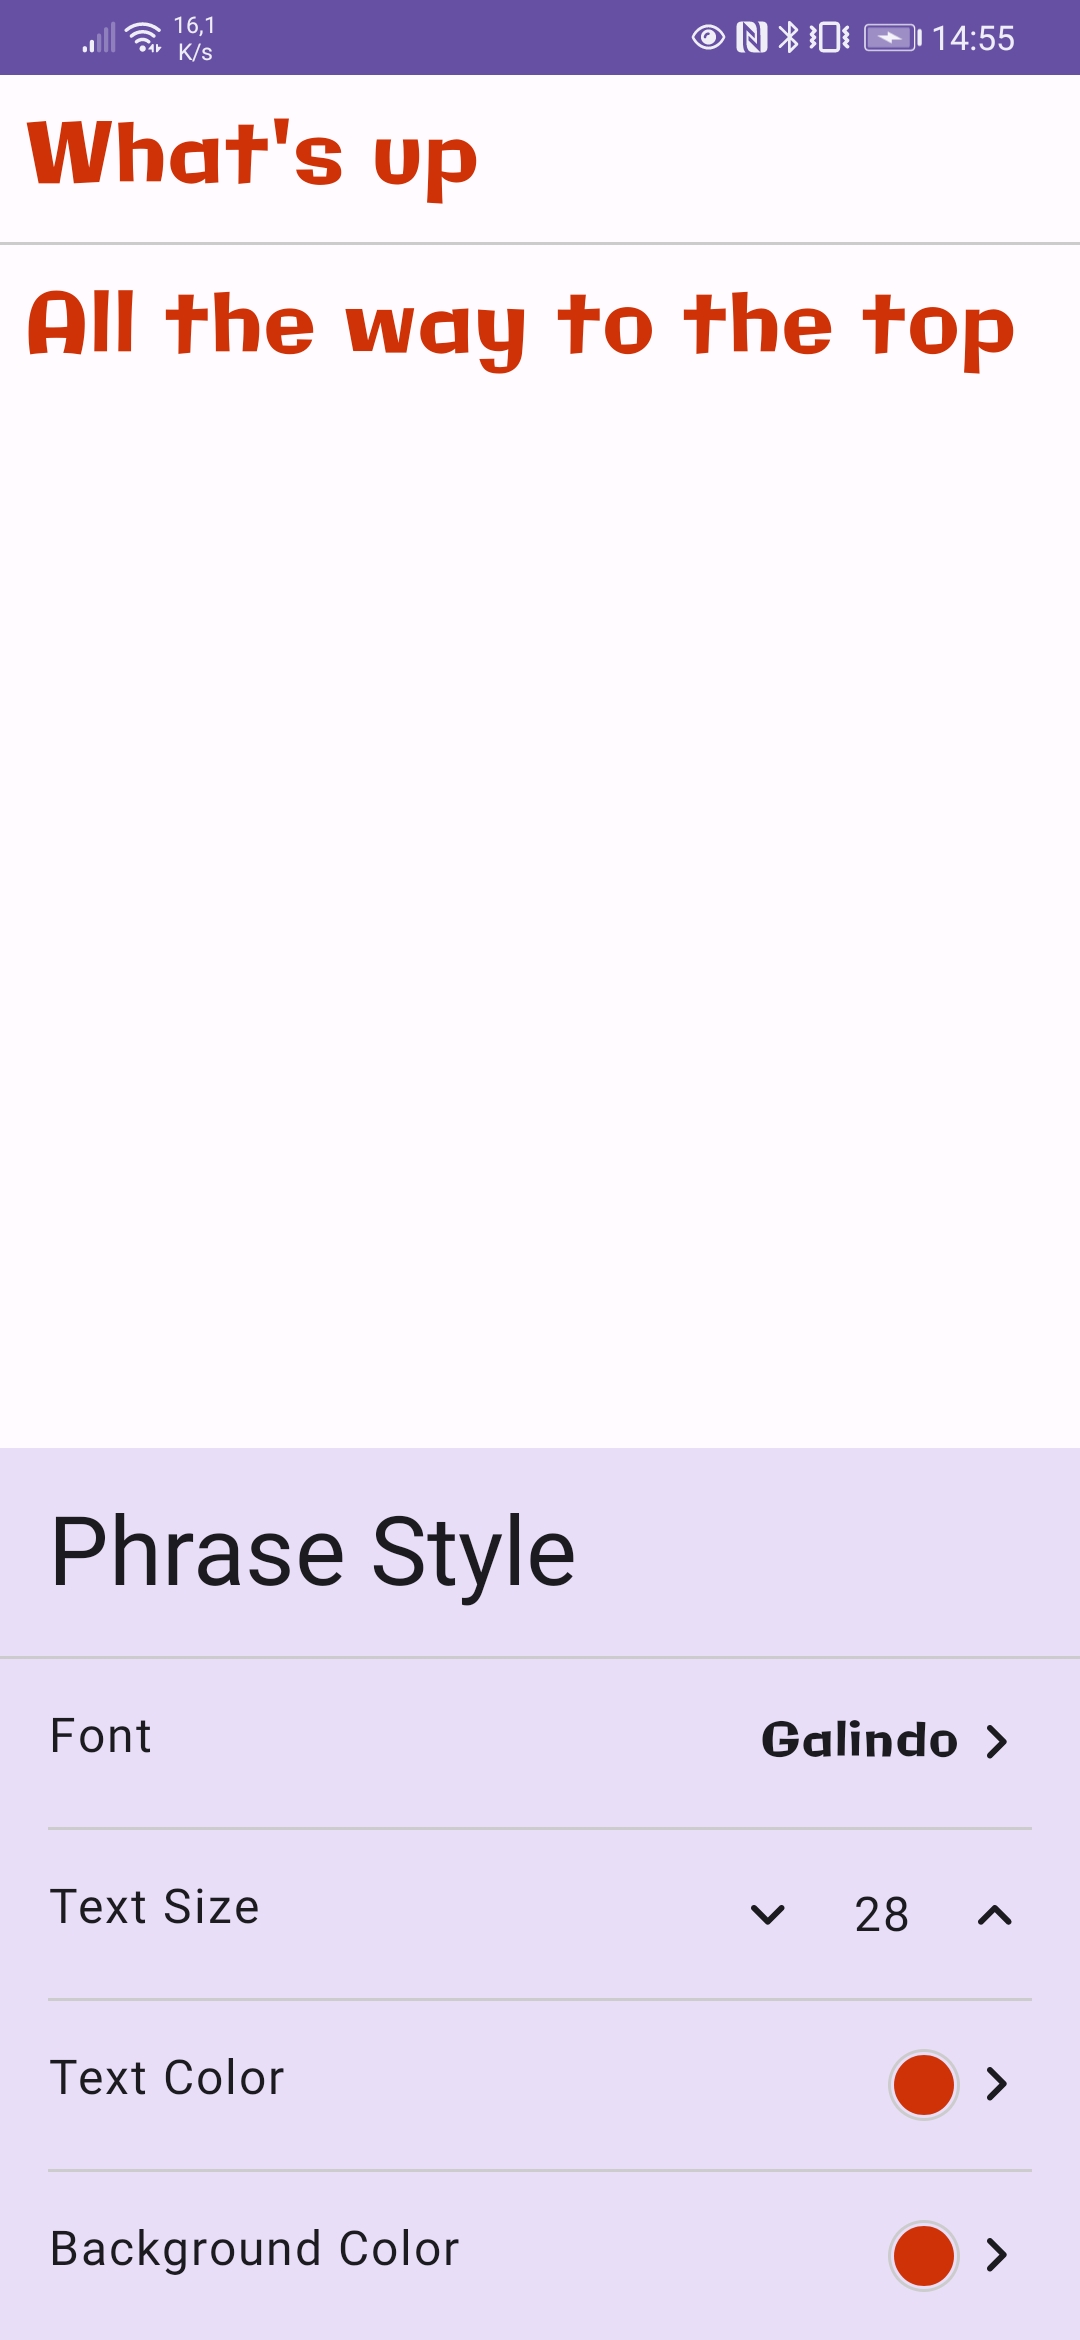 16,1
K/s
14:55
What's up
All the way to the top
Phrase Style
Font Galindo
Text Size 28
Text Color
Background Color